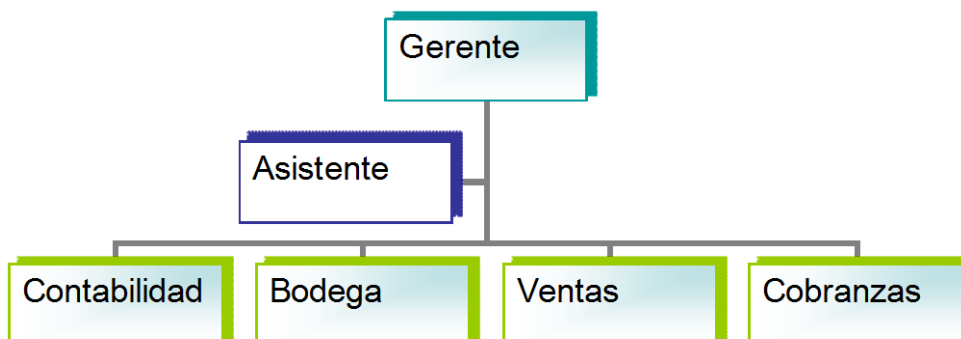 Gerente
Asistente
Contabilidad
Bodega
Ventas
Cobranzas